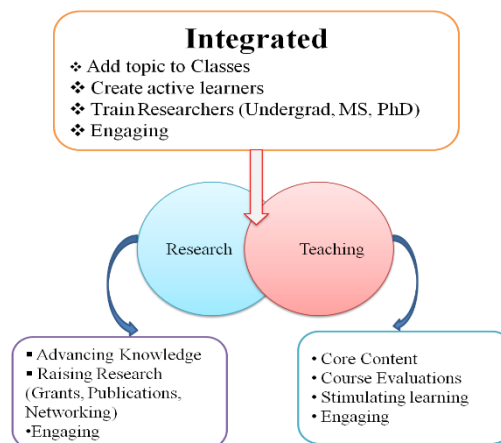 Integrated
❖ Add topic to Classes
❖ Create active learners
❖ Train Researchers (Undergrad, MS, PhD)
❖ Engaging
Research
Teaching
▪ Advancing Knowledge
▪ Raising Research
(Grants, Publications,
Networking)
•Engaging
• Core Content
• Course Evaluations
• Stimulating learning
• Engaging